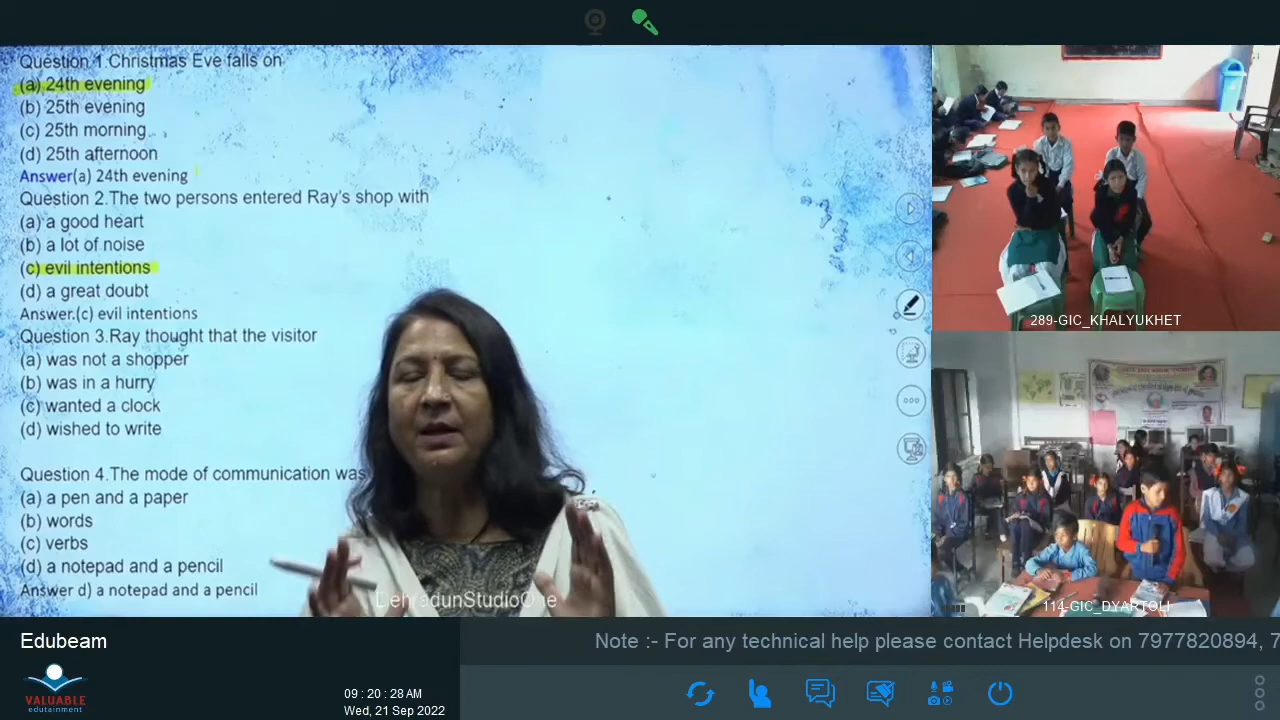 Question 1.Christmas Eve falls on
(a) 24th evening
(b) 25th evening
(c) 25th morning
(d) 25th afternoon
Answer(a) 24th evening
Question 2.The two persons entered Ray's shop with
(a) a good heart
(b) a lot of noise
(c) evil intentions
(d) a great doubt
Answer.(c) evil intentions
Question 3.Ray thought that the visitor
(a) was not a shopper
(b) was in a hurry
(c) wanted a clock
(d) wished to write
Question 4.The mode of communication was
(a) a pen and a paper
(b) words
(c) verbs
(d) a notepad and a pencil
Answer d) a notepad and a pencil
DehradunStudioOne
289-GIC_KHALYUKHET
114-GIC_DYARTOLI
Edubeam
Note :- For any technical help please contact Helpdesk on 7977820894, 7
VALUABLE
edutainment
09 : 20 : 28 AM
Wed, 21 Sep 2022